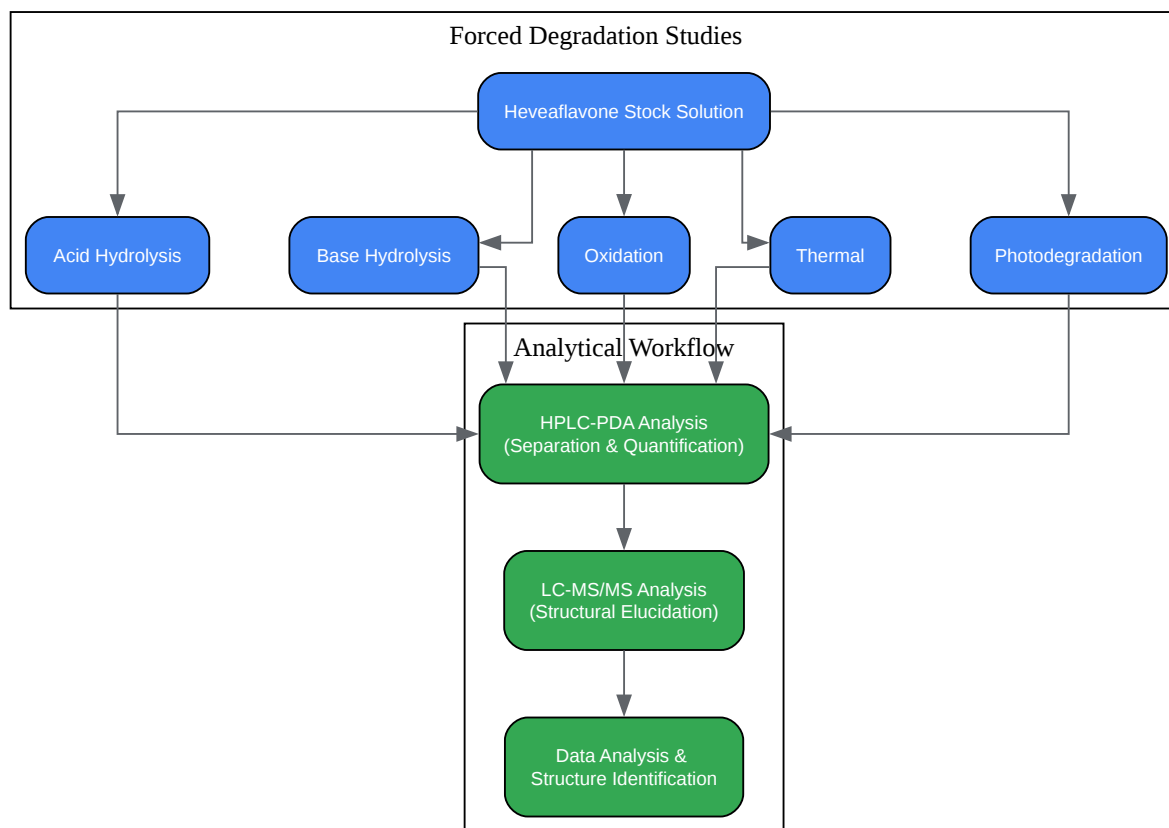 Forced Degradation Studies
Heveaflavone Stock Solution
Acid Hydrolysis
Base Hydrolysis
Oxidation
Thermal
Photodegradation
Analytical Workflow
HPLC-PDA Analysis
(Separation & Quantification)
LC-MS/MS Analysis
(Structural Elucidation)
Data Analysis &
Structure Identification